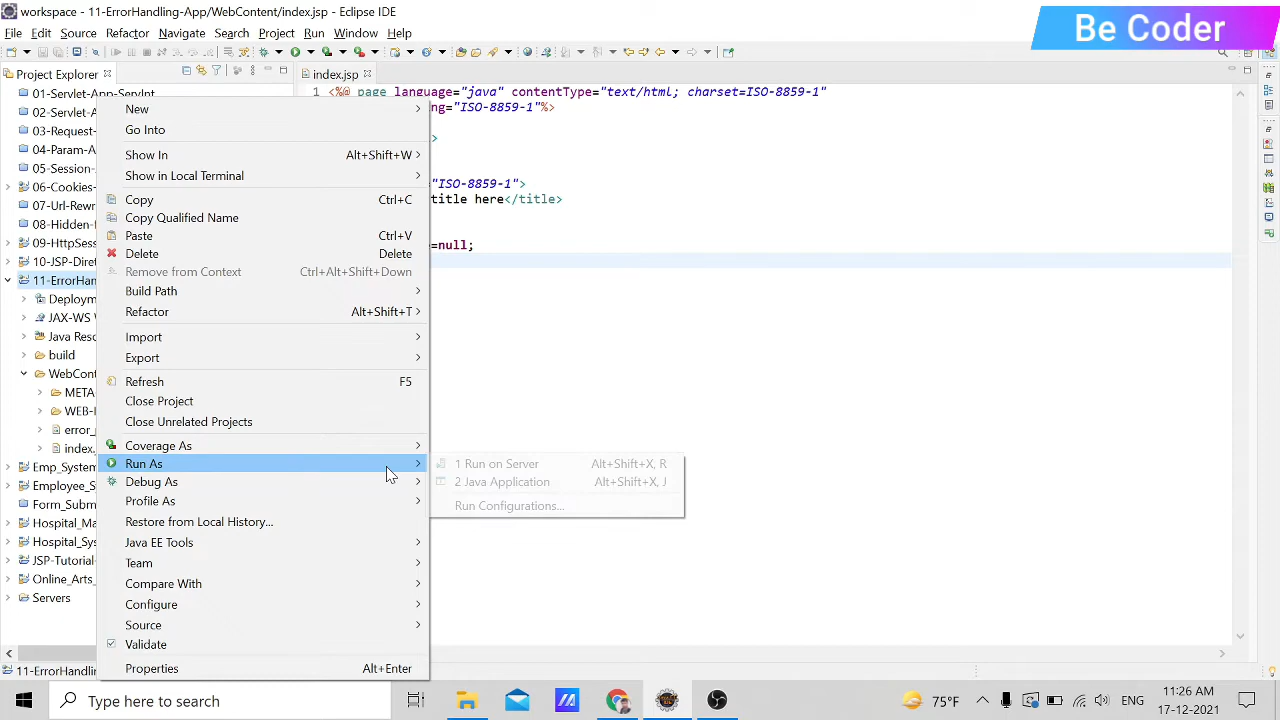 workspace - 11-ErrorHandling-App/WebContent/index.jsp - Eclipse IDE
Be Coder
File Edit Source Refactor Navigate Search Project Run Window Help
Project Explorer
index.jsp
01-Servlet-App-ServInt
02-Servlet-A
03-Request-
04-Param-A
05-Session-
06-Cookies-
07-Url-Rewr
08-Hidden-
09-HttpSess
10-JSP-Diret
11-ErrorHand
Deploym
JAX-WS W
Java Resc
build
WebCont
META
WEB-I
error_
index.
Emp_System
Employee_S
Form_Submi
Hospital_Ma
Hospital_Sys
JSP-Tutorial-
Online_Arts_
Servers
11-ErrorHandlin
New
Go Into
Show In Alt+Shift+W
Show in Local Terminal
Copy Ctrl+C
Copy Qualified Name
Paste Ctrl+V
Delete Delete
Remove from Context Ctrl+Alt+Shift+Down
Build Path
Refactor Alt+Shift+T
Import
Export
Refresh F5
Close Project
Close Unrelated Projects
Coverage As
Run As
Debug As
Profile As
Restore from Local History...
Java EE Tools
Team
Compare With
Configure
Source
Validate
Properties Alt+Enter
1 Run on Server Alt+Shift+X, R
2 Java Application Alt+Shift+X, J
Run Configurations...
1 <%@ page language="java" contentType="text/html; charset=ISO-8859-1"
ng="ISO-8859-1"%>
>
="ISO-8859-1">
title here</title>
=null;
Type here to search
75°F
ENG
11:26 AM
17-12-2021